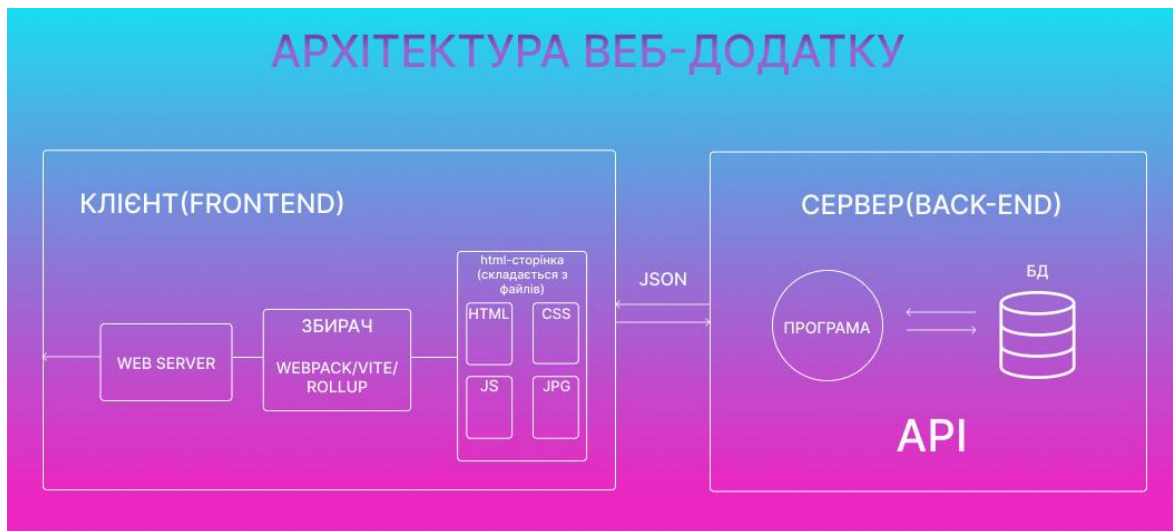 АРХІТЕКТУРА ВЕБ-ДОДАТКУ
КЛІЄНТ(FRONTEND)
WEB SERVER
ЗБИРАЧ
WEBPACK/VITE/
ROLLUP
html-сторінка
(складається з
файлів)
HTML
CSS
JS
JPG
JSON
СЕРВЕР(BACK-END)
ПРОГРАМА
БД
API